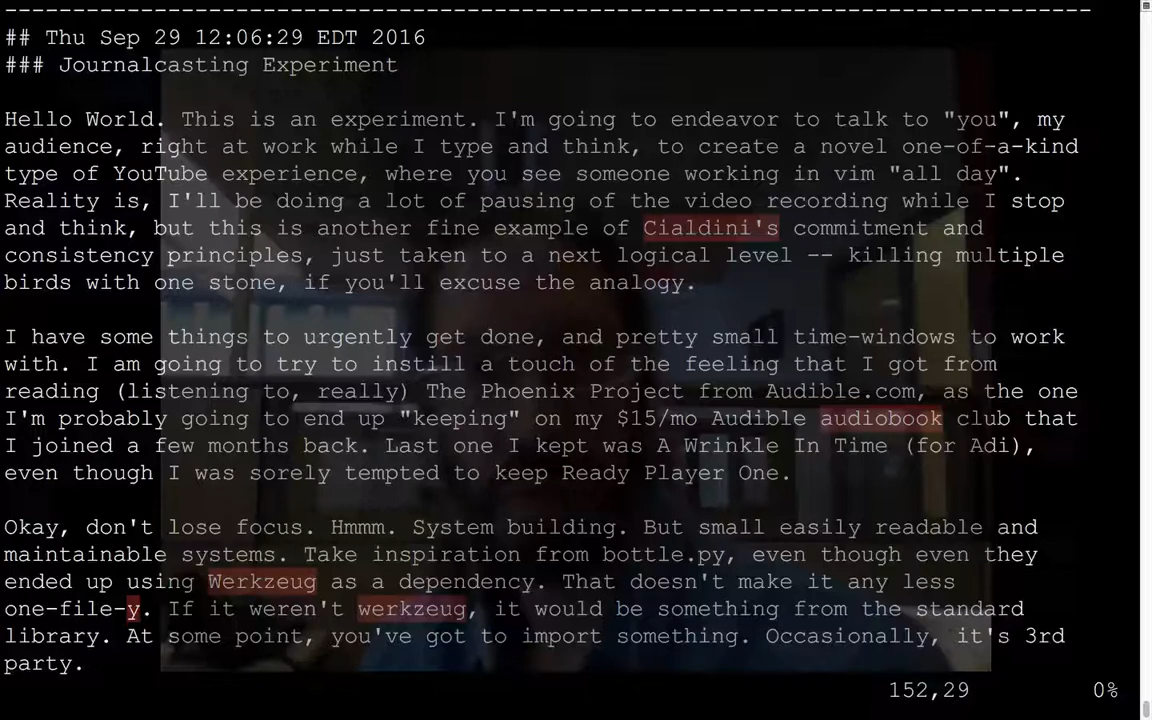 --------------------------------------------------------------------------------
## Thu Sep 29 12:06:29 EDT 2016
### Journalcasting Experiment
Hello World. This is an experiment. I'm going to endeavor to talk to "you", my
audience, right at work while I type and think, to create a novel one-of-a-kind
type of YouTube experience, where you see someone working in vim "all day".
Reality is, I'll be doing a lot of pausing of the video recording while I stop
and think, but this is another fine example of Cialdini's commitment and
consistency principles, just taken to a next logical level -- killing multiple
birds with one stone, if you'll excuse the analogy.
I have some things to urgently get done, and pretty small time-windows to work
with. I am going to try to instill a touch of the feeling that I got from
reading (listening to, really) The Phoenix Project from Audible.com, as the one
I'm probably going to end up "keeping" on my $15/mo Audible audiobook club that
I joined a few months back. Last one I kept was A Wrinkle In Time (for Adi),
even though I was sorely tempted to keep Ready Player One.
Okay, don't lose focus. Hmmm. System building. But small easily readable and
maintainable systems. Take inspiration from bottle.py, even though even they
ended up using Werkzeug as a dependency. That doesn't make it any less
one-file-y. If it weren't werkzeug, it would be something from the standard
library. At some point, you've got to import something. Occasionally, it's 3rd
party.
152,29 0%